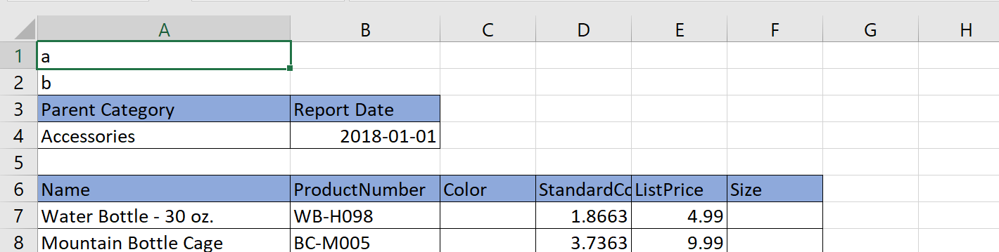 A B C D E F G H
1 a
2 b
3 Parent Category Report Date
4 Accessories 2018-01-01
5
6 Name ProductNumber Color StandardCo ListPrice Size
7 Water Bottle - 30 oz. WB-H098 1.8663 4.99
8 Mountain Bottle Cage BC-M005 3.7363 9.99